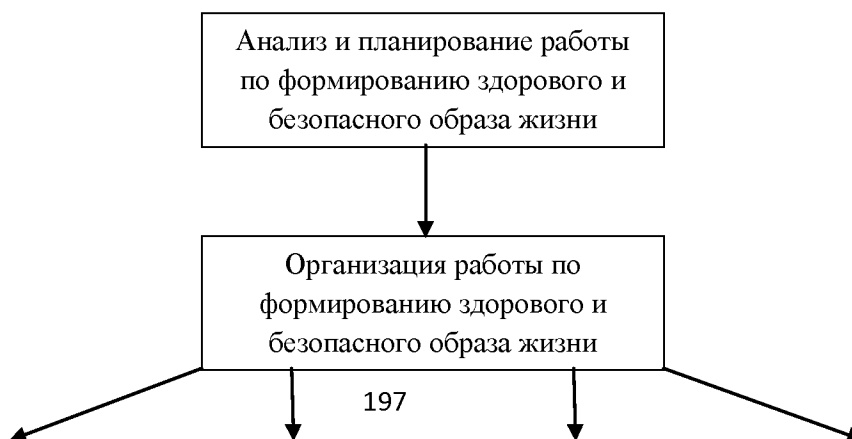 Анализ и планирование работы
по формированию здорового и
безопасного образа жизни
Организация работы по
формированию здорового и
безопасного образа жизни
197